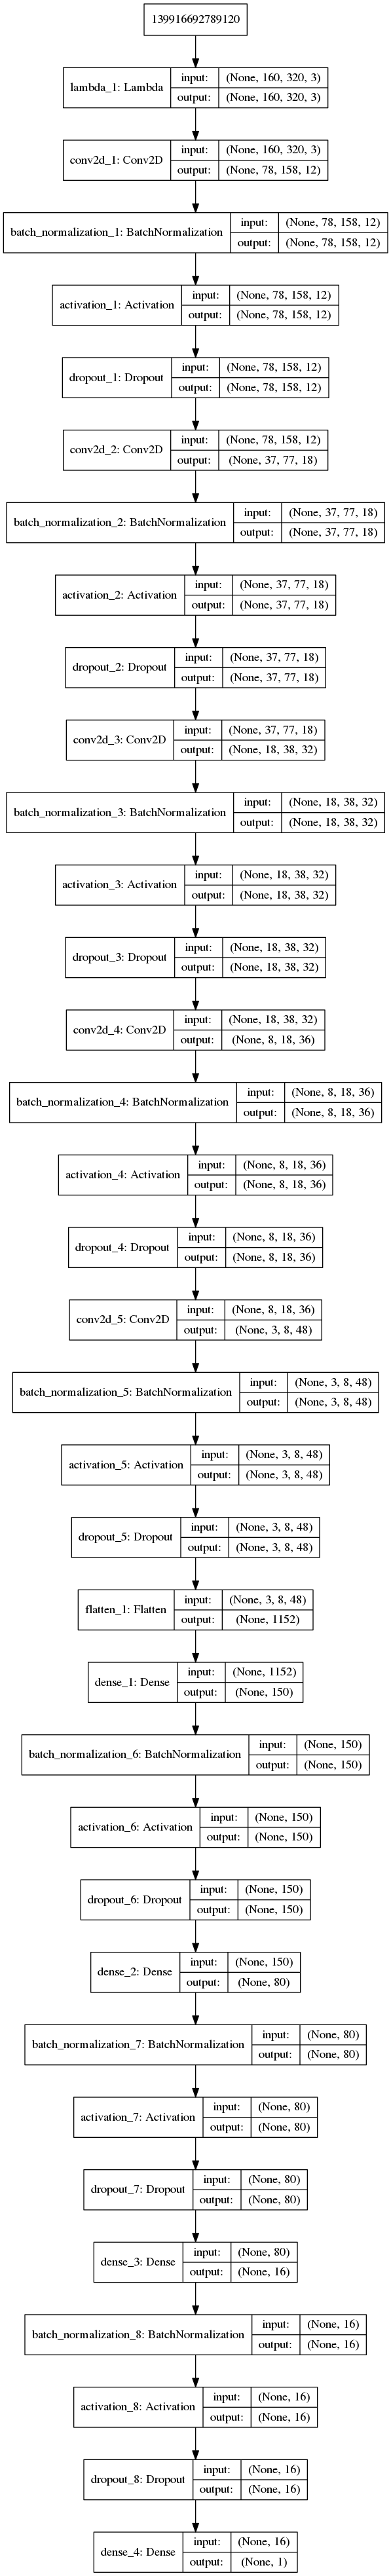 139916692789120
lambda_1: Lambda
input: (None, 160, 320, 3)
output: (None, 160, 320, 3)
conv2d_1: Conv2D
input: (None, 160, 320, 3)
output: (None, 78, 158, 12)
batch_normalization_1: BatchNormalization
input: (None, 78, 158, 12)
output: (None, 78, 158, 12)
activation_1: Activation
input: (None, 78, 158, 12)
output: (None, 78, 158, 12)
dropout_1: Dropout
input: (None, 78, 158, 12)
output: (None, 78, 158, 12)
conv2d_2: Conv2D
input: (None, 78, 158, 12)
output: (None, 37, 77, 18)
batch_normalization_2: BatchNormalization
input: (None, 37, 77, 18)
output: (None, 37, 77, 18)
activation_2: Activation
input: (None, 37, 77, 18)
output: (None, 37, 77, 18)
dropout_2: Dropout
input: (None, 37, 77, 18)
output: (None, 37, 77, 18)
conv2d_3: Conv2D
input: (None, 37, 77, 18)
output: (None, 18, 38, 32)
batch_normalization_3: BatchNormalization
input: (None, 18, 38, 32)
output: (None, 18, 38, 32)
activation_3: Activation
input: (None, 18, 38, 32)
output: (None, 18, 38, 32)
dropout_3: Dropout
input: (None, 18, 38, 32)
output: (None, 18, 38, 32)
conv2d_4: Conv2D
input: (None, 18, 38, 32)
output: (None, 8, 18, 36)
batch_normalization_4: BatchNormalization
input: (None, 8, 18, 36)
output: (None, 8, 18, 36)
activation_4: Activation
input: (None, 8, 18, 36)
output: (None, 8, 18, 36)
dropout_4: Dropout
input: (None, 8, 18, 36)
output: (None, 8, 18, 36)
conv2d_5: Conv2D
input: (None, 8, 18, 36)
output: (None, 3, 8, 48)
batch_normalization_5: BatchNormalization
input: (None, 3, 8, 48)
output: (None, 3, 8, 48)
activation_5: Activation
input: (None, 3, 8, 48)
output: (None, 3, 8, 48)
dropout_5: Dropout
input: (None, 3, 8, 48)
output: (None, 3, 8, 48)
flatten_1: Flatten
input: (None, 3, 8, 48)
output: (None, 1152)
dense_1: Dense
input: (None, 1152)
output: (None, 150)
batch_normalization_6: BatchNormalization
input: (None, 150)
output: (None, 150)
activation_6: Activation
input: (None, 150)
output: (None, 150)
dropout_6: Dropout
input: (None, 150)
output: (None, 150)
dense_2: Dense
input: (None, 150)
output: (None, 80)
batch_normalization_7: BatchNormalization
input: (None, 80)
output: (None, 80)
activation_7: Activation
input: (None, 80)
output: (None, 80)
dropout_7: Dropout
input: (None, 80)
output: (None, 80)
dense_3: Dense
input: (None, 80)
output: (None, 16)
batch_normalization_8: BatchNormalization
input: (None, 16)
output: (None, 16)
activation_8: Activation
input: (None, 16)
output: (None, 16)
dropout_8: Dropout
input: (None, 16)
output: (None, 16)
dense_4: Dense
input: (None, 16)
output: (None, 1)